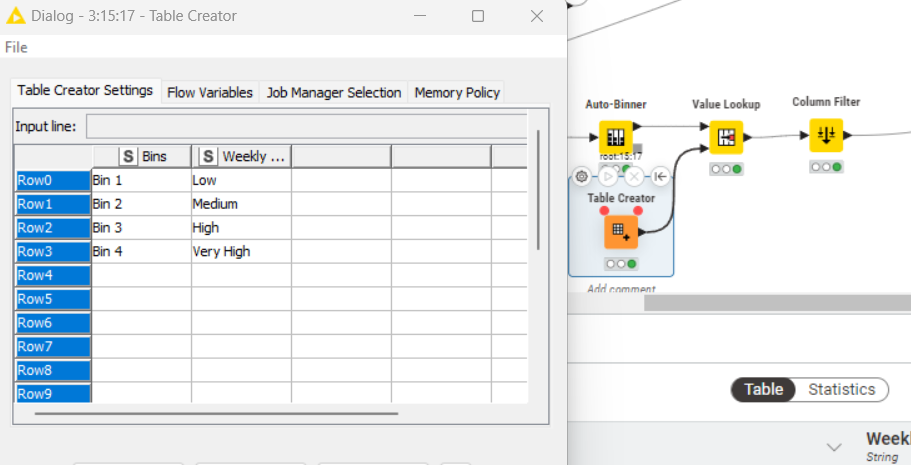 Dialog - 3:15:17 - Table Creator
File
Table Creator Settings Flow Variables Job Manager Selection Memory Policy
Input line:
S Bins S Weekly ...
Row0 Bin 1 Low
Row1 Bin 2 Medium
Row2 Bin 3 High
Row3 Bin 4 Very High
Row4
Row5
Row6
Row7
Row8
Row9
Auto-Binner Value Lookup Column Filter
root:15:17
Table Creator
Add comment
Table Statistics
Weekl
String